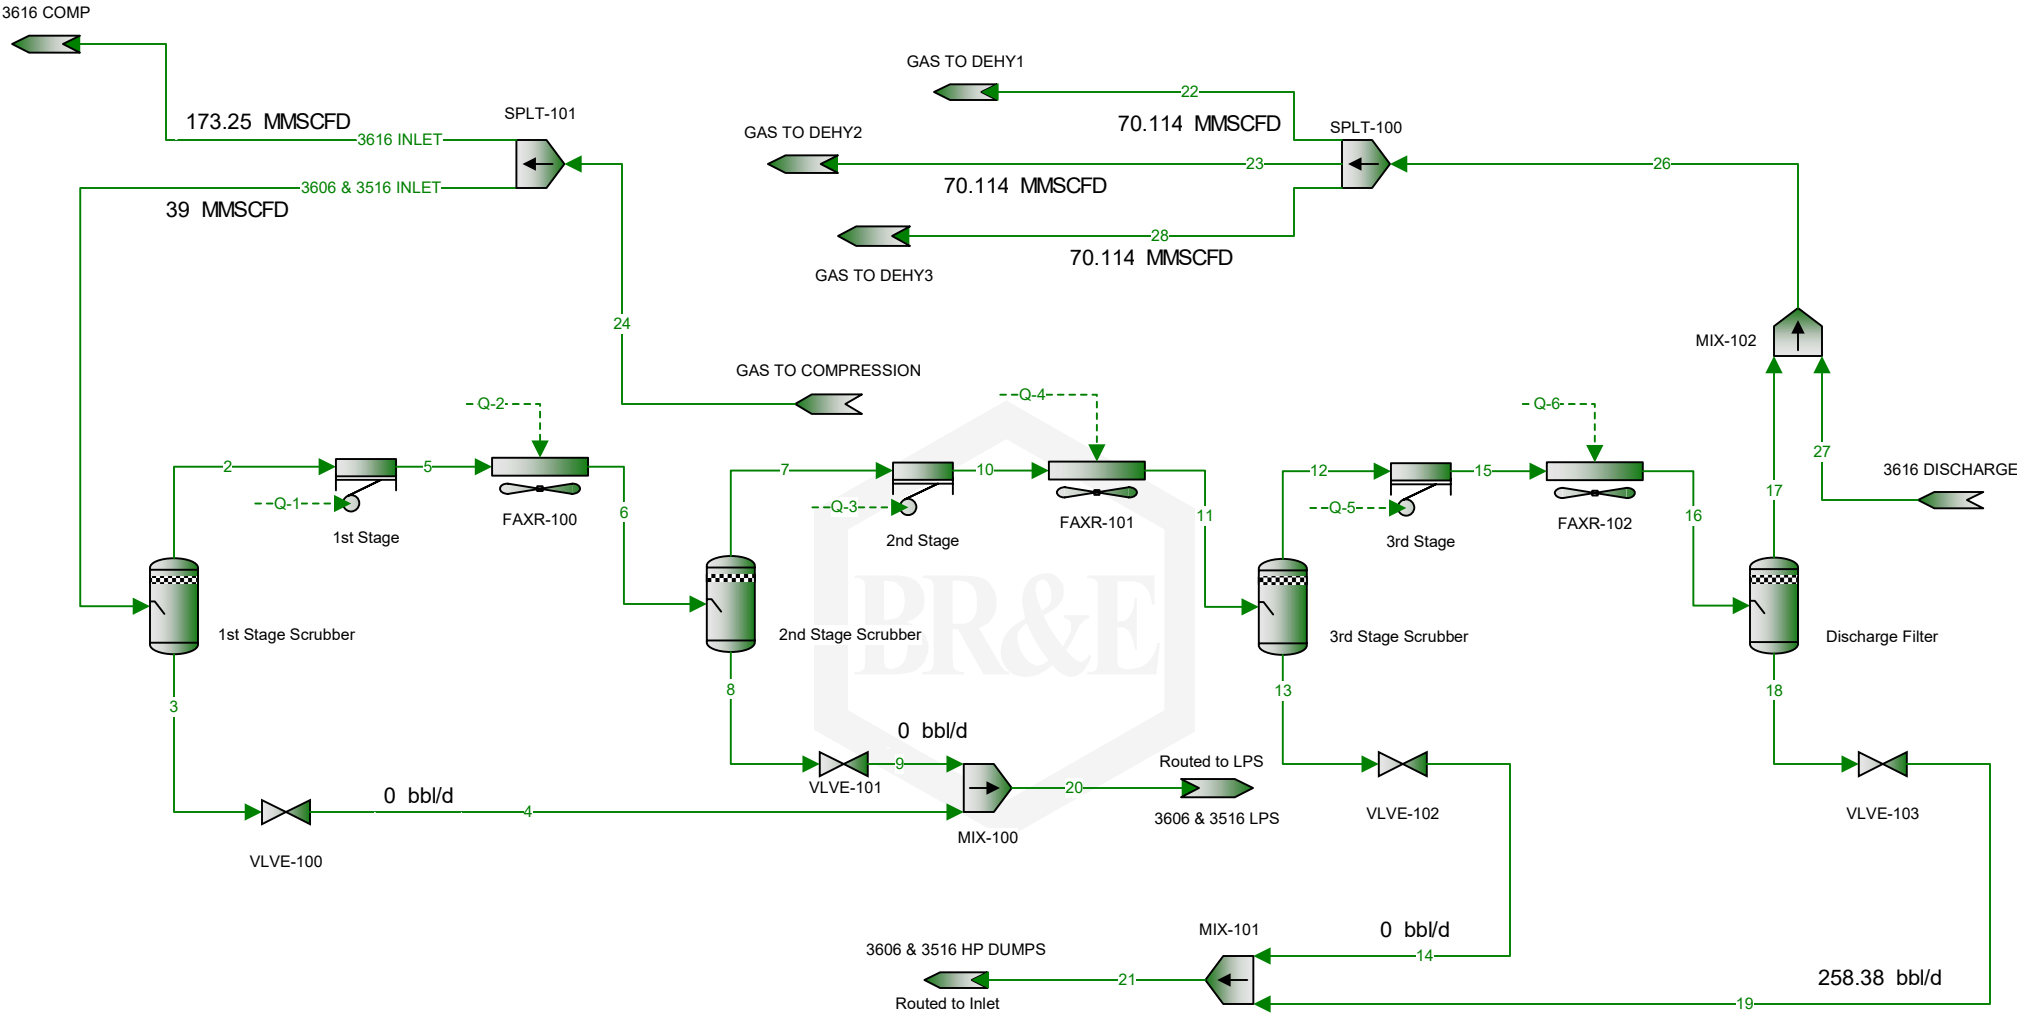 3616 COMP
GAS TO DEHY1
22
173.25 MMSCFD
SPLT-101
70.114 MMSCFD
SPLT-100
GAS TO DEHY2
3616 INLET
23
26
3606 & 3516 INLET
70.114 MMSCFD
39 MMSCFD
28
70.114 MMSCFD
GAS TO DEHY3
24
MIX-102
GAS TO COMPRESSION
Q-2
Q-4
Q-6
27
2
5
7
10
12
15
3616 DISCHARGE
17
Q-1
Q-3
Q-5
6
11
16
FAXR-100
FAXR-101
FAXR-102
1st Stage
2nd Stage
3rd Stage
BR&E
1st Stage Scrubber
2nd Stage Scrubber
3rd Stage Scrubber
Discharge Filter
3
8
13
18
0 bbl/d
9
Routed to LPS
VLVE-101
20
0 bbl/d
4
3606 & 3516 LPS
VLVE-102
VLVE-103
MIX-100
VLVE-100
MIX-101
0 bbl/d
3606 & 3516 HP DUMPS
14
21
258.38 bbl/d
Routed to Inlet
19